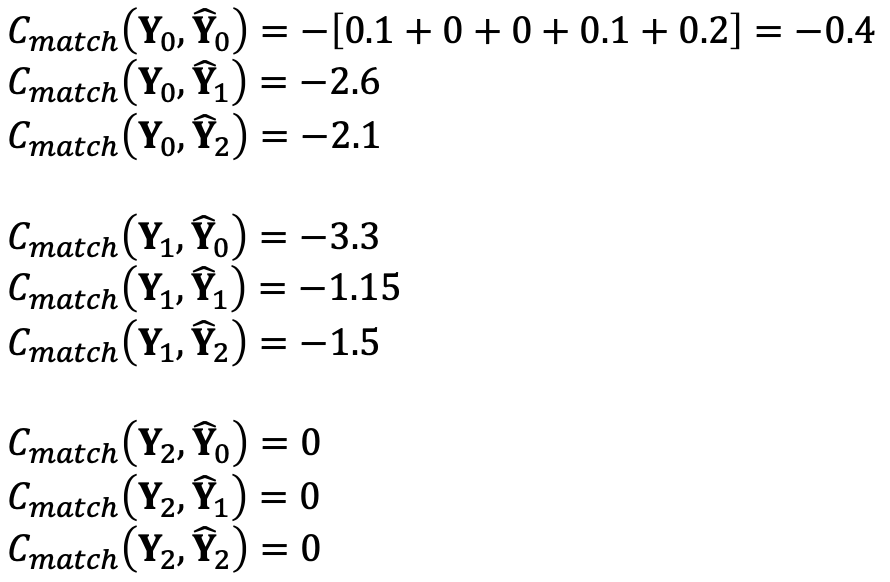 C_match(Y₀, Ŷ₀) = −[0.1 + 0 + 0 + 0.1 + 0.2] = −0.4
C_match(Y₀, Ŷ₁) = −2.6
C_match(Y₀, Ŷ₂) = −2.1
C_match(Y₁, Ŷ₀) = −3.3
C_match(Y₁, Ŷ₁) = −1.15
C_match(Y₁, Ŷ₂) = −1.5
C_match(Y₂, Ŷ₀) = 0
C_match(Y₂, Ŷ₁) = 0
C_match(Y₂, Ŷ₂) = 0